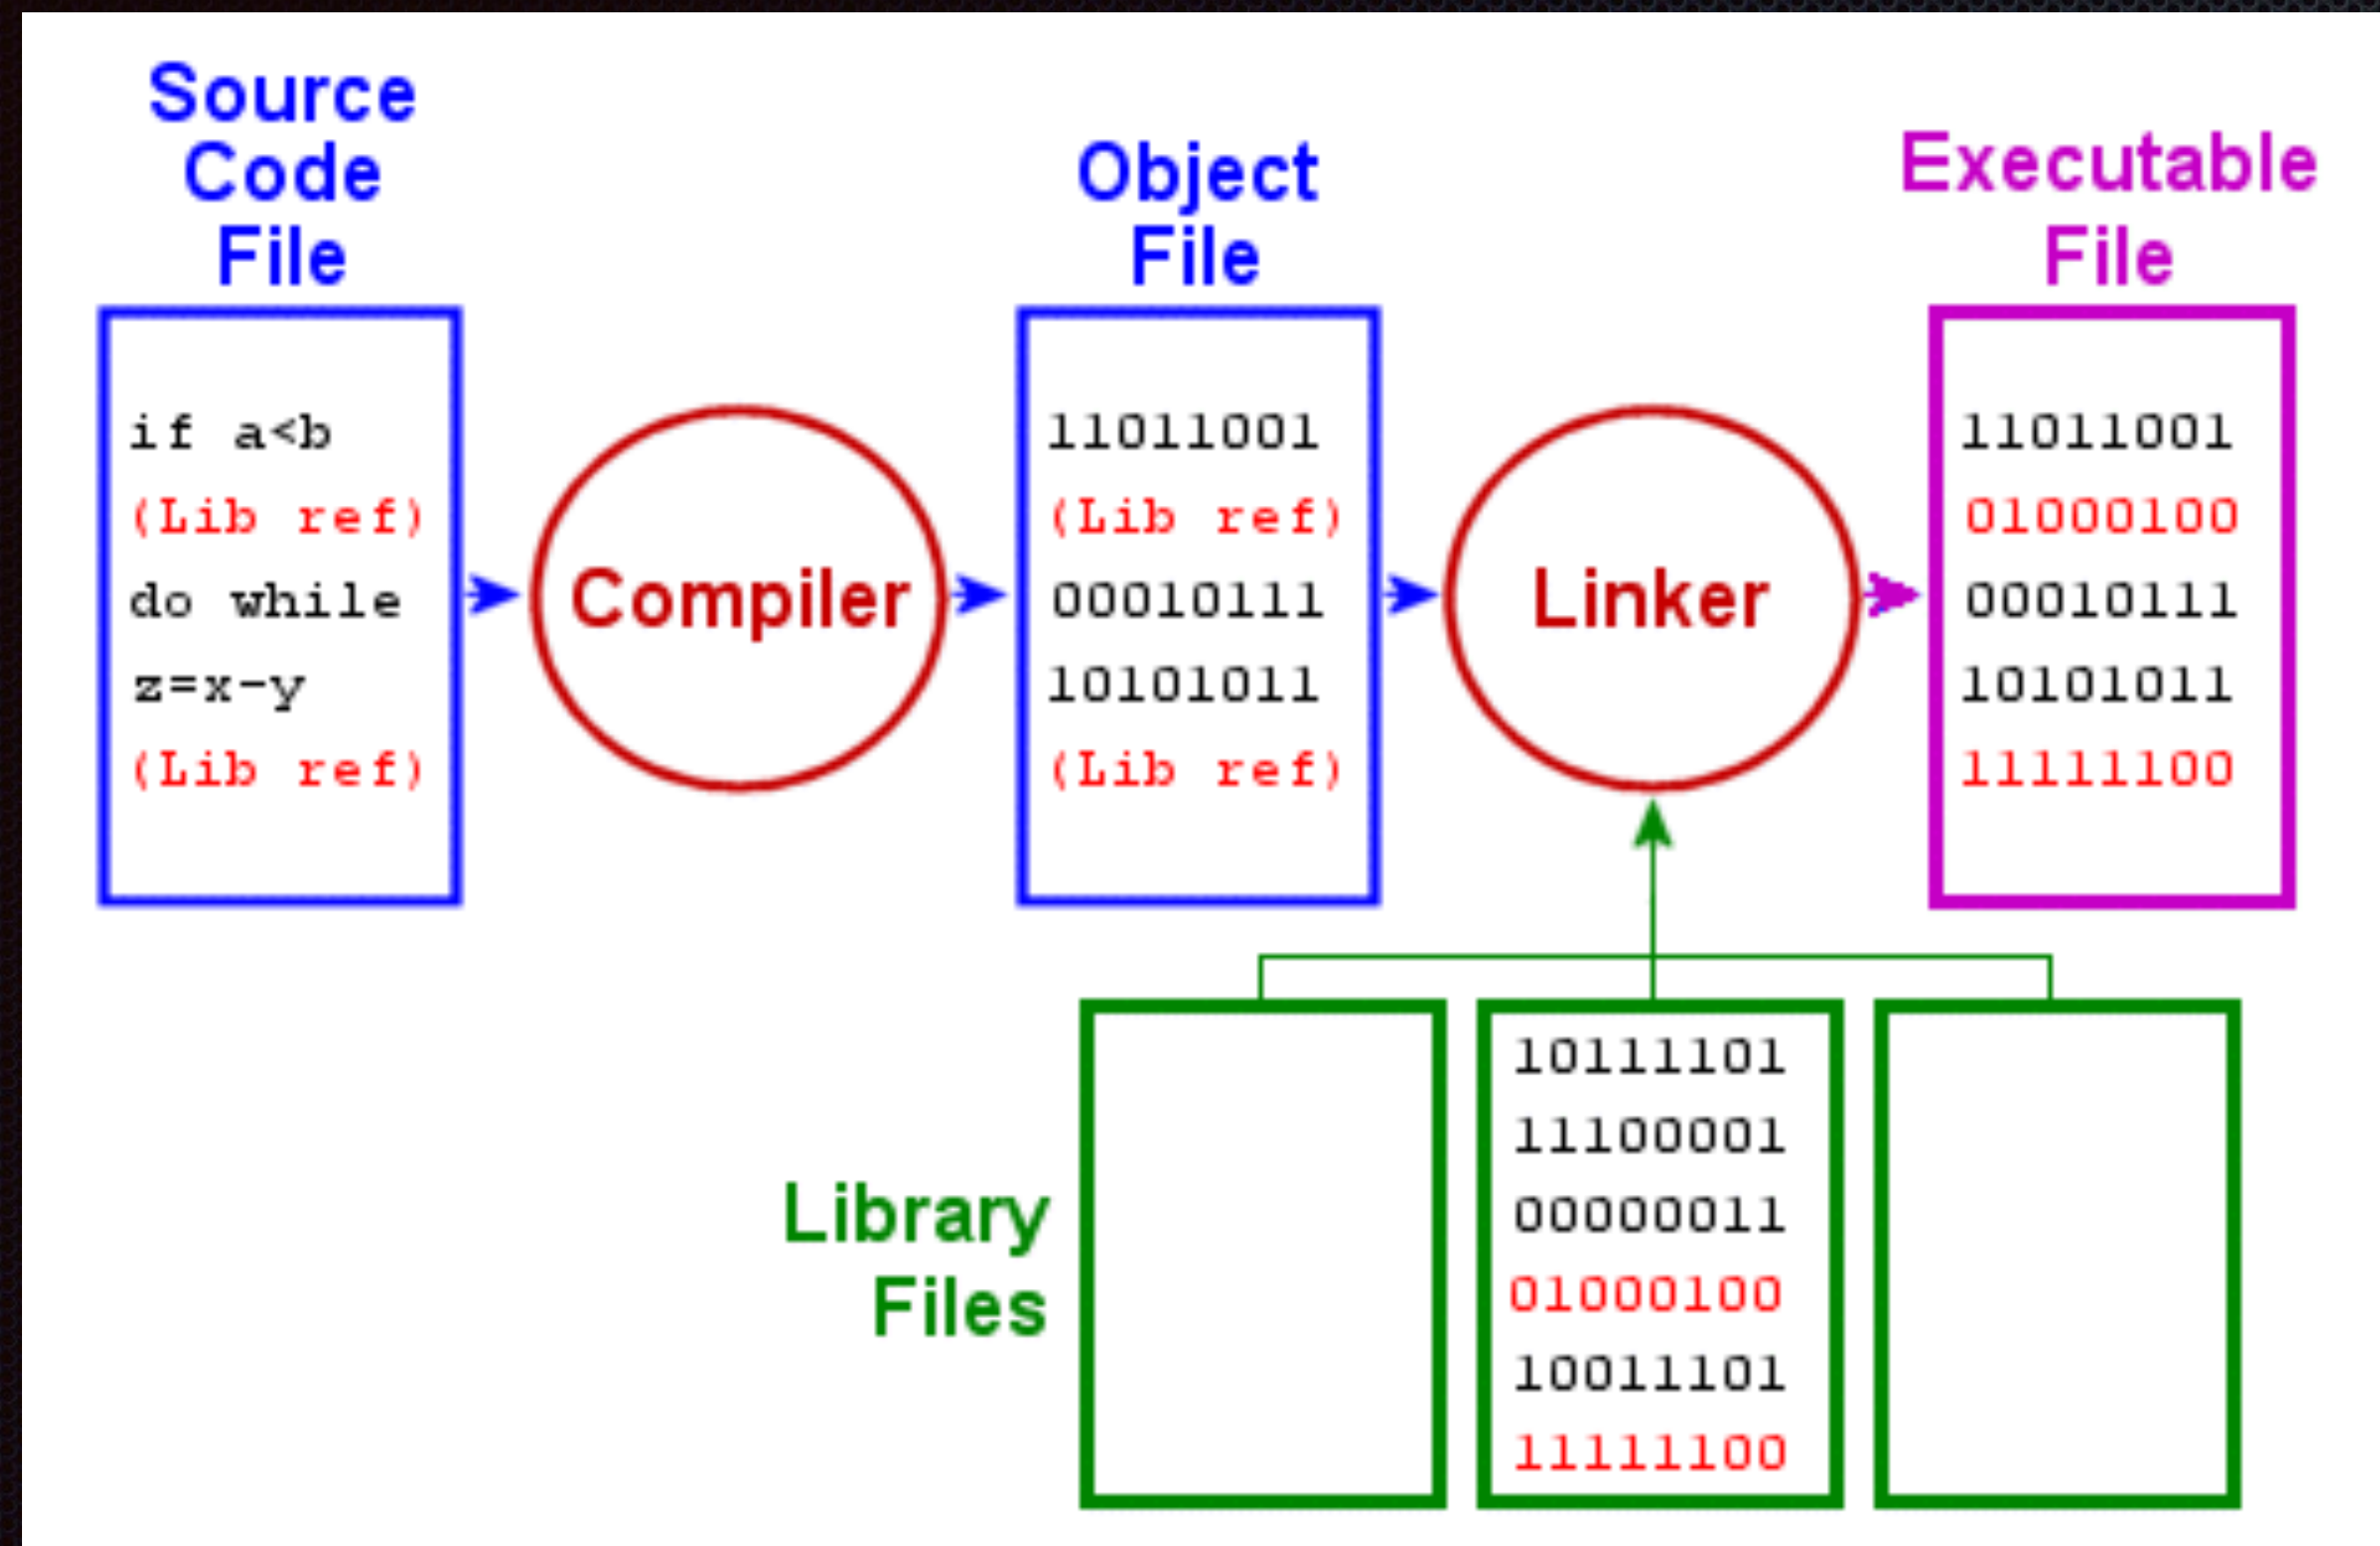 Source
Code
File
if a<b
(Lib ref)
do while
z=x-y
(Lib ref)
Compiler
Object
File
11011001
(Lib ref)
00010111
10101011
(Lib ref)
Linker
Executable
File
11011001
01000100
00010111
10101011
11111100
Library
Files
10111101
11100001
00000011
01000100
10011101
11111100